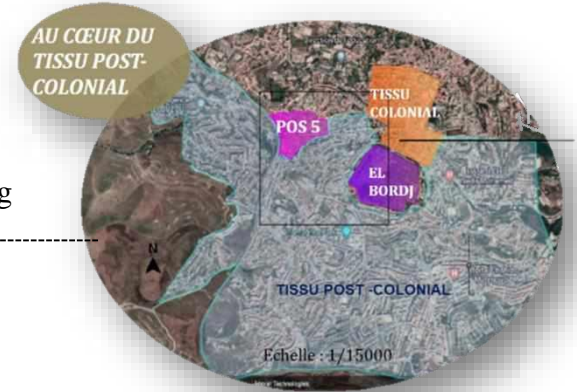 AU CŒUR DU
TISSU POST-
COLONIAL
TISSU
COLONIAL
POS 5
EL
BORDJ
g
N
TISSU POST -COLONIAL
Echelle : 1/15000